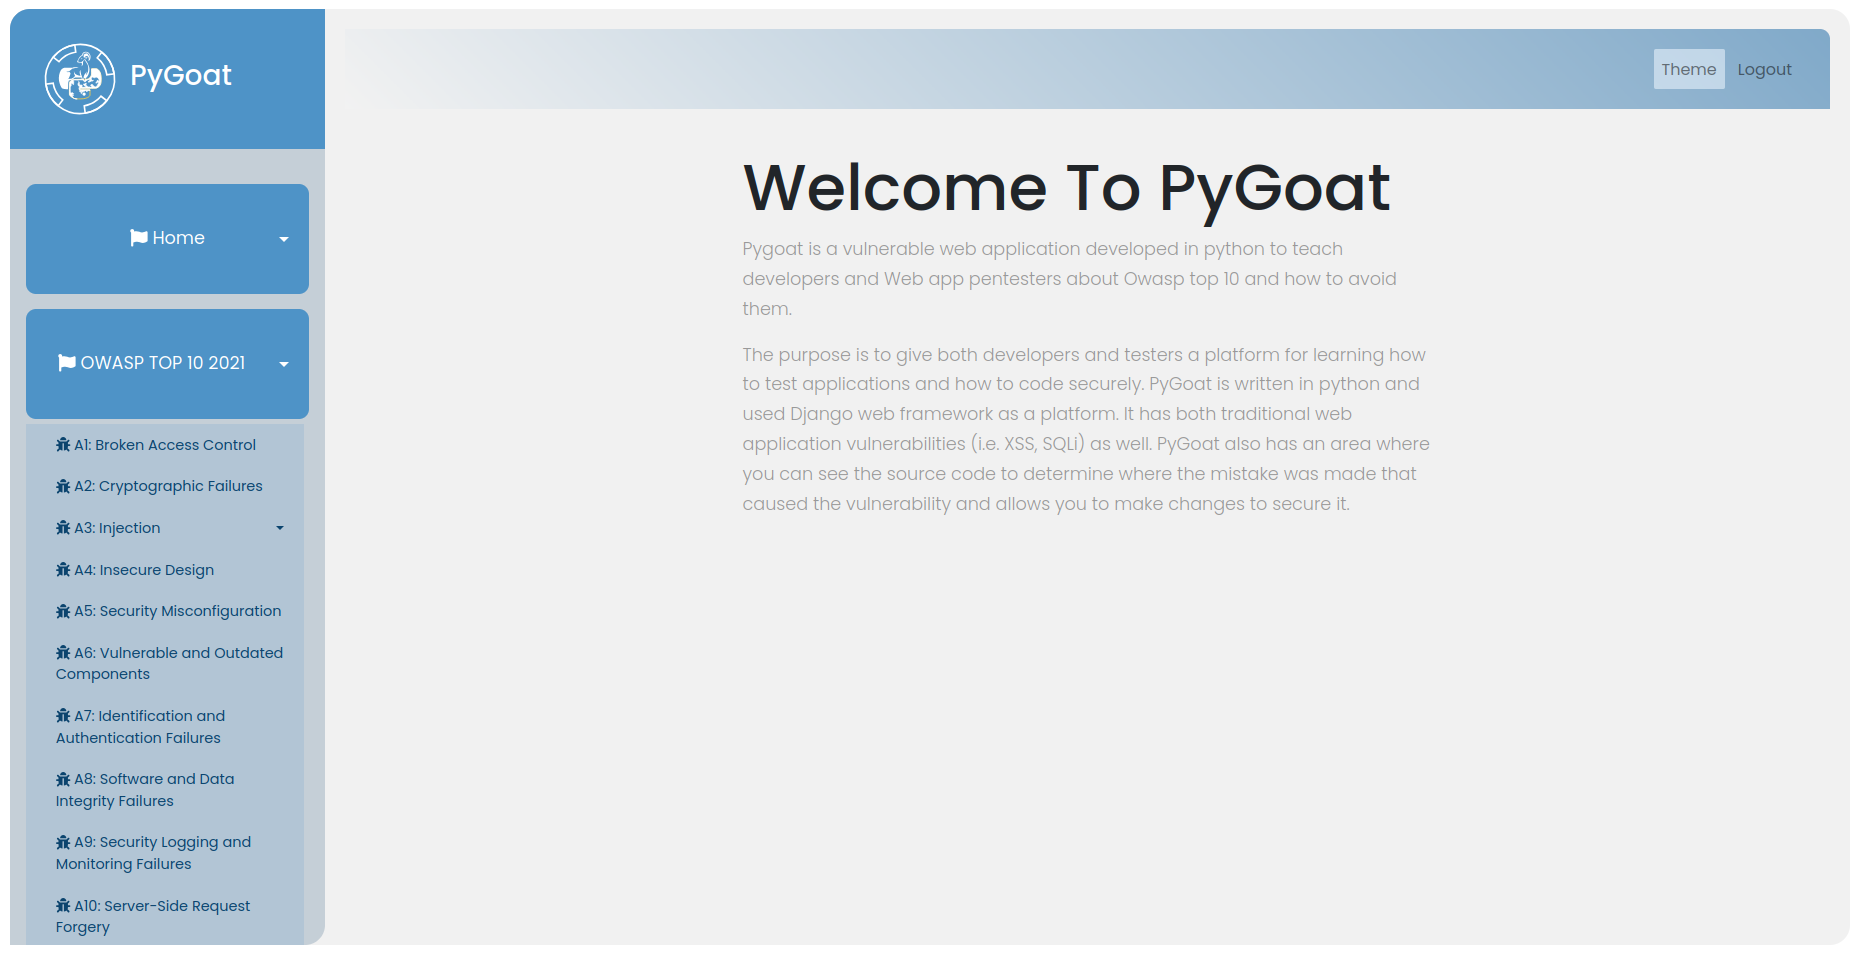 PyGoat
Theme
Logout
Home
OWASP TOP 10 2021
A1: Broken Access Control
A2: Cryptographic Failures
A3: Injection
A4: Insecure Design
A5: Security Misconfiguration
A6: Vulnerable and Outdated
Components
A7: Identification and
Authentication Failures
A8: Software and Data
Integrity Failures
A9: Security Logging and
Monitoring Failures
A10: Server-Side Request
Forgery
Welcome To PyGoat
Pygoat is a vulnerable web application developed in python to teach
developers and Web app pentesters about Owasp top 10 and how to avoid
them.
The purpose is to give both developers and testers a platform for learning how
to test applications and how to code securely. PyGoat is written in python and
used Django web framework as a platform. It has both traditional web
application vulnerabilities (i.e. XSS, SQLi) as well. PyGoat also has an area where
you can see the source code to determine where the mistake was made that
caused the vulnerability and allows you to make changes to secure it.